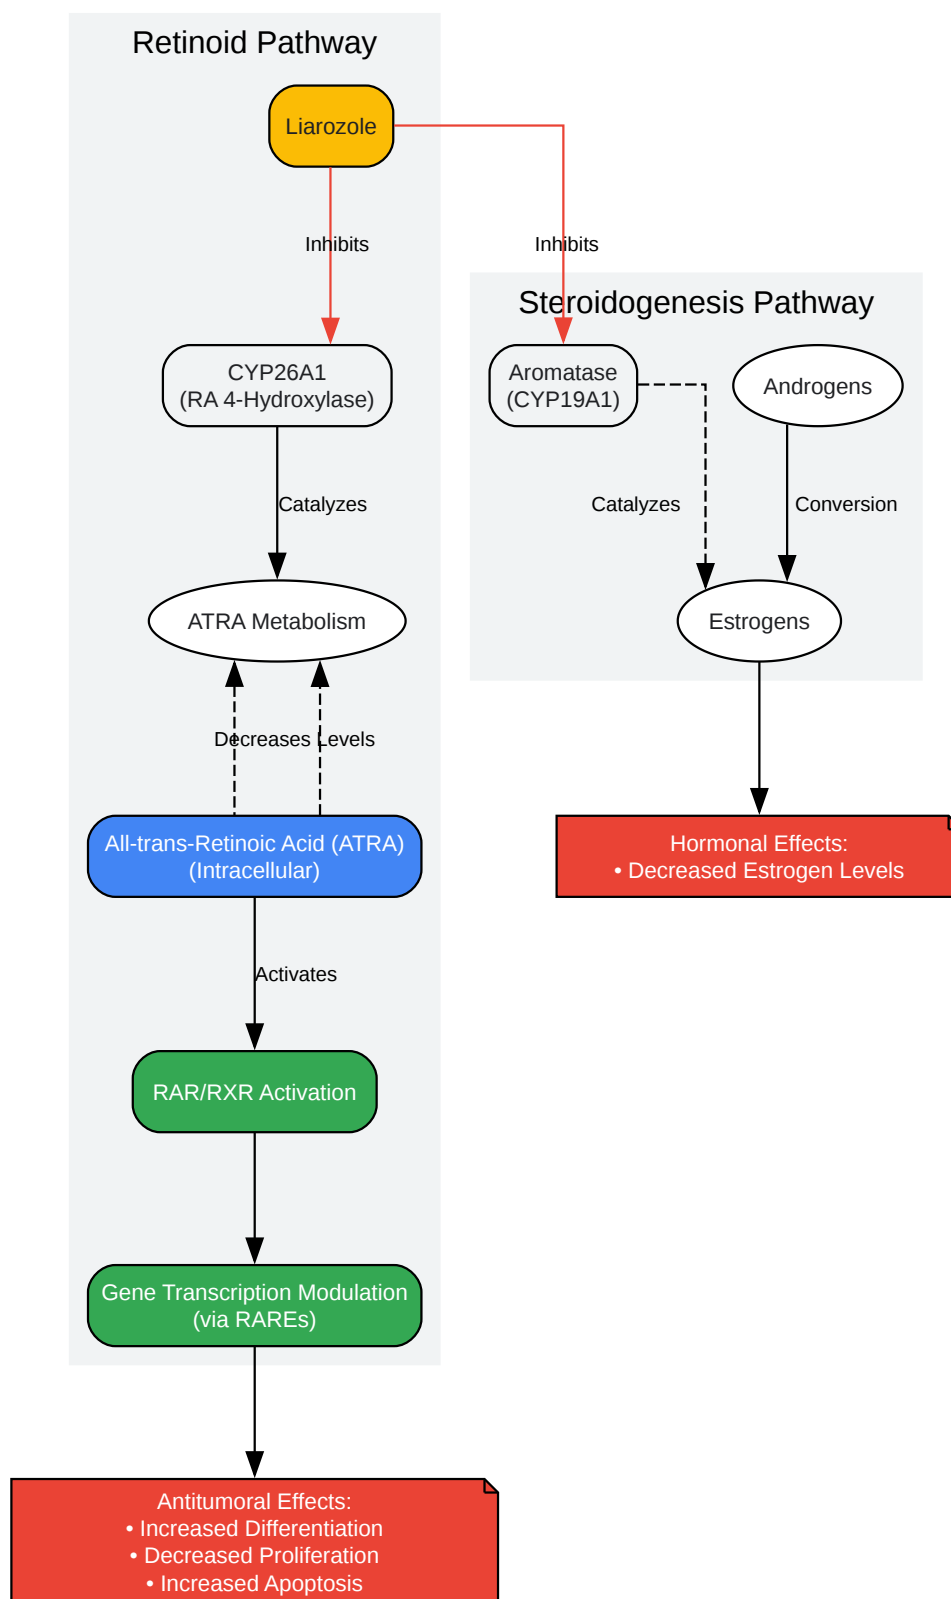 Retinoid Pathway
Liarozole
Inhibits
Inhibits
Steroidogenesis Pathway
CYP26A1
(RA 4-Hydroxylase)
Aromatase
(CYP19A1)
Androgens
Catalyzes
Catalyzes
Conversion
ATRA Metabolism
Estrogens
Decreases Levels
All-trans-Retinoic Acid (ATRA)
(Intracellular)
Hormonal Effects:
• Decreased Estrogen Levels
Activates
RAR/RXR Activation
Gene Transcription Modulation
(via RAREs)
Antitumoral Effects:
• Increased Differentiation
• Decreased Proliferation
• Increased Apoptosis